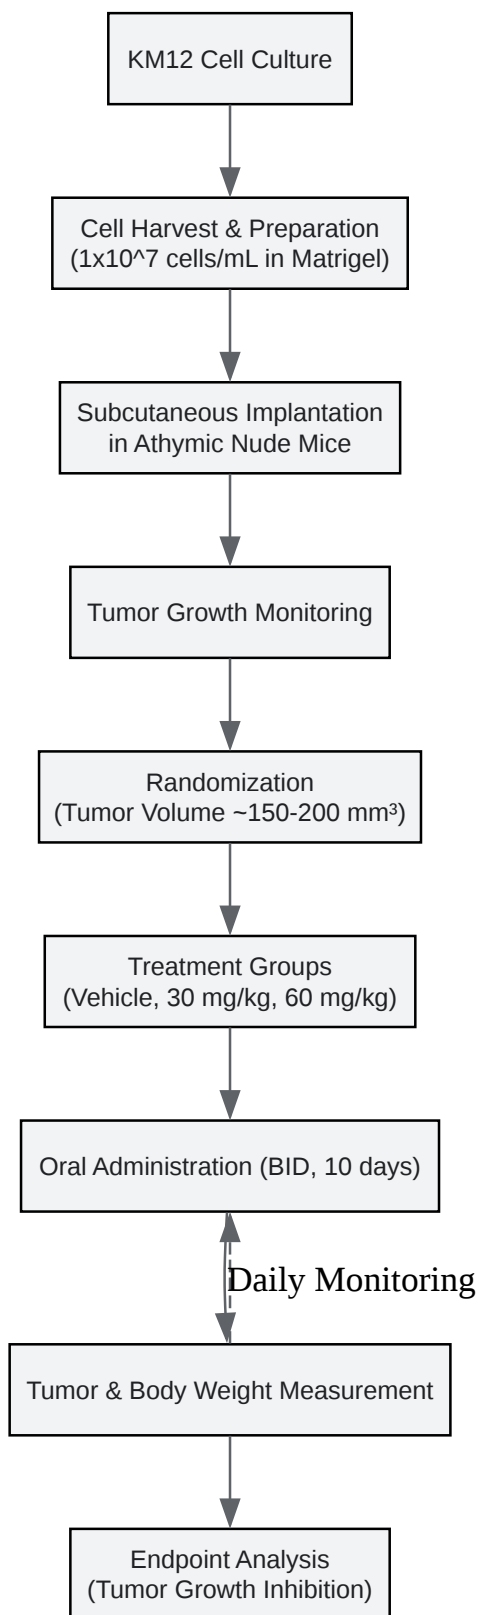 KM12 Cell Culture
Cell Harvest & Preparation
(1x10^7 cells/mL in Matrigel)
Subcutaneous Implantation
in Athymic Nude Mice
Tumor Growth Monitoring
Randomization
(Tumor Volume ~150-200 mm³)
Treatment Groups
(Vehicle, 30 mg/kg, 60 mg/kg)
Oral Administration (BID, 10 days)
Daily Monitoring
Tumor & Body Weight Measurement
Endpoint Analysis
(Tumor Growth Inhibition)